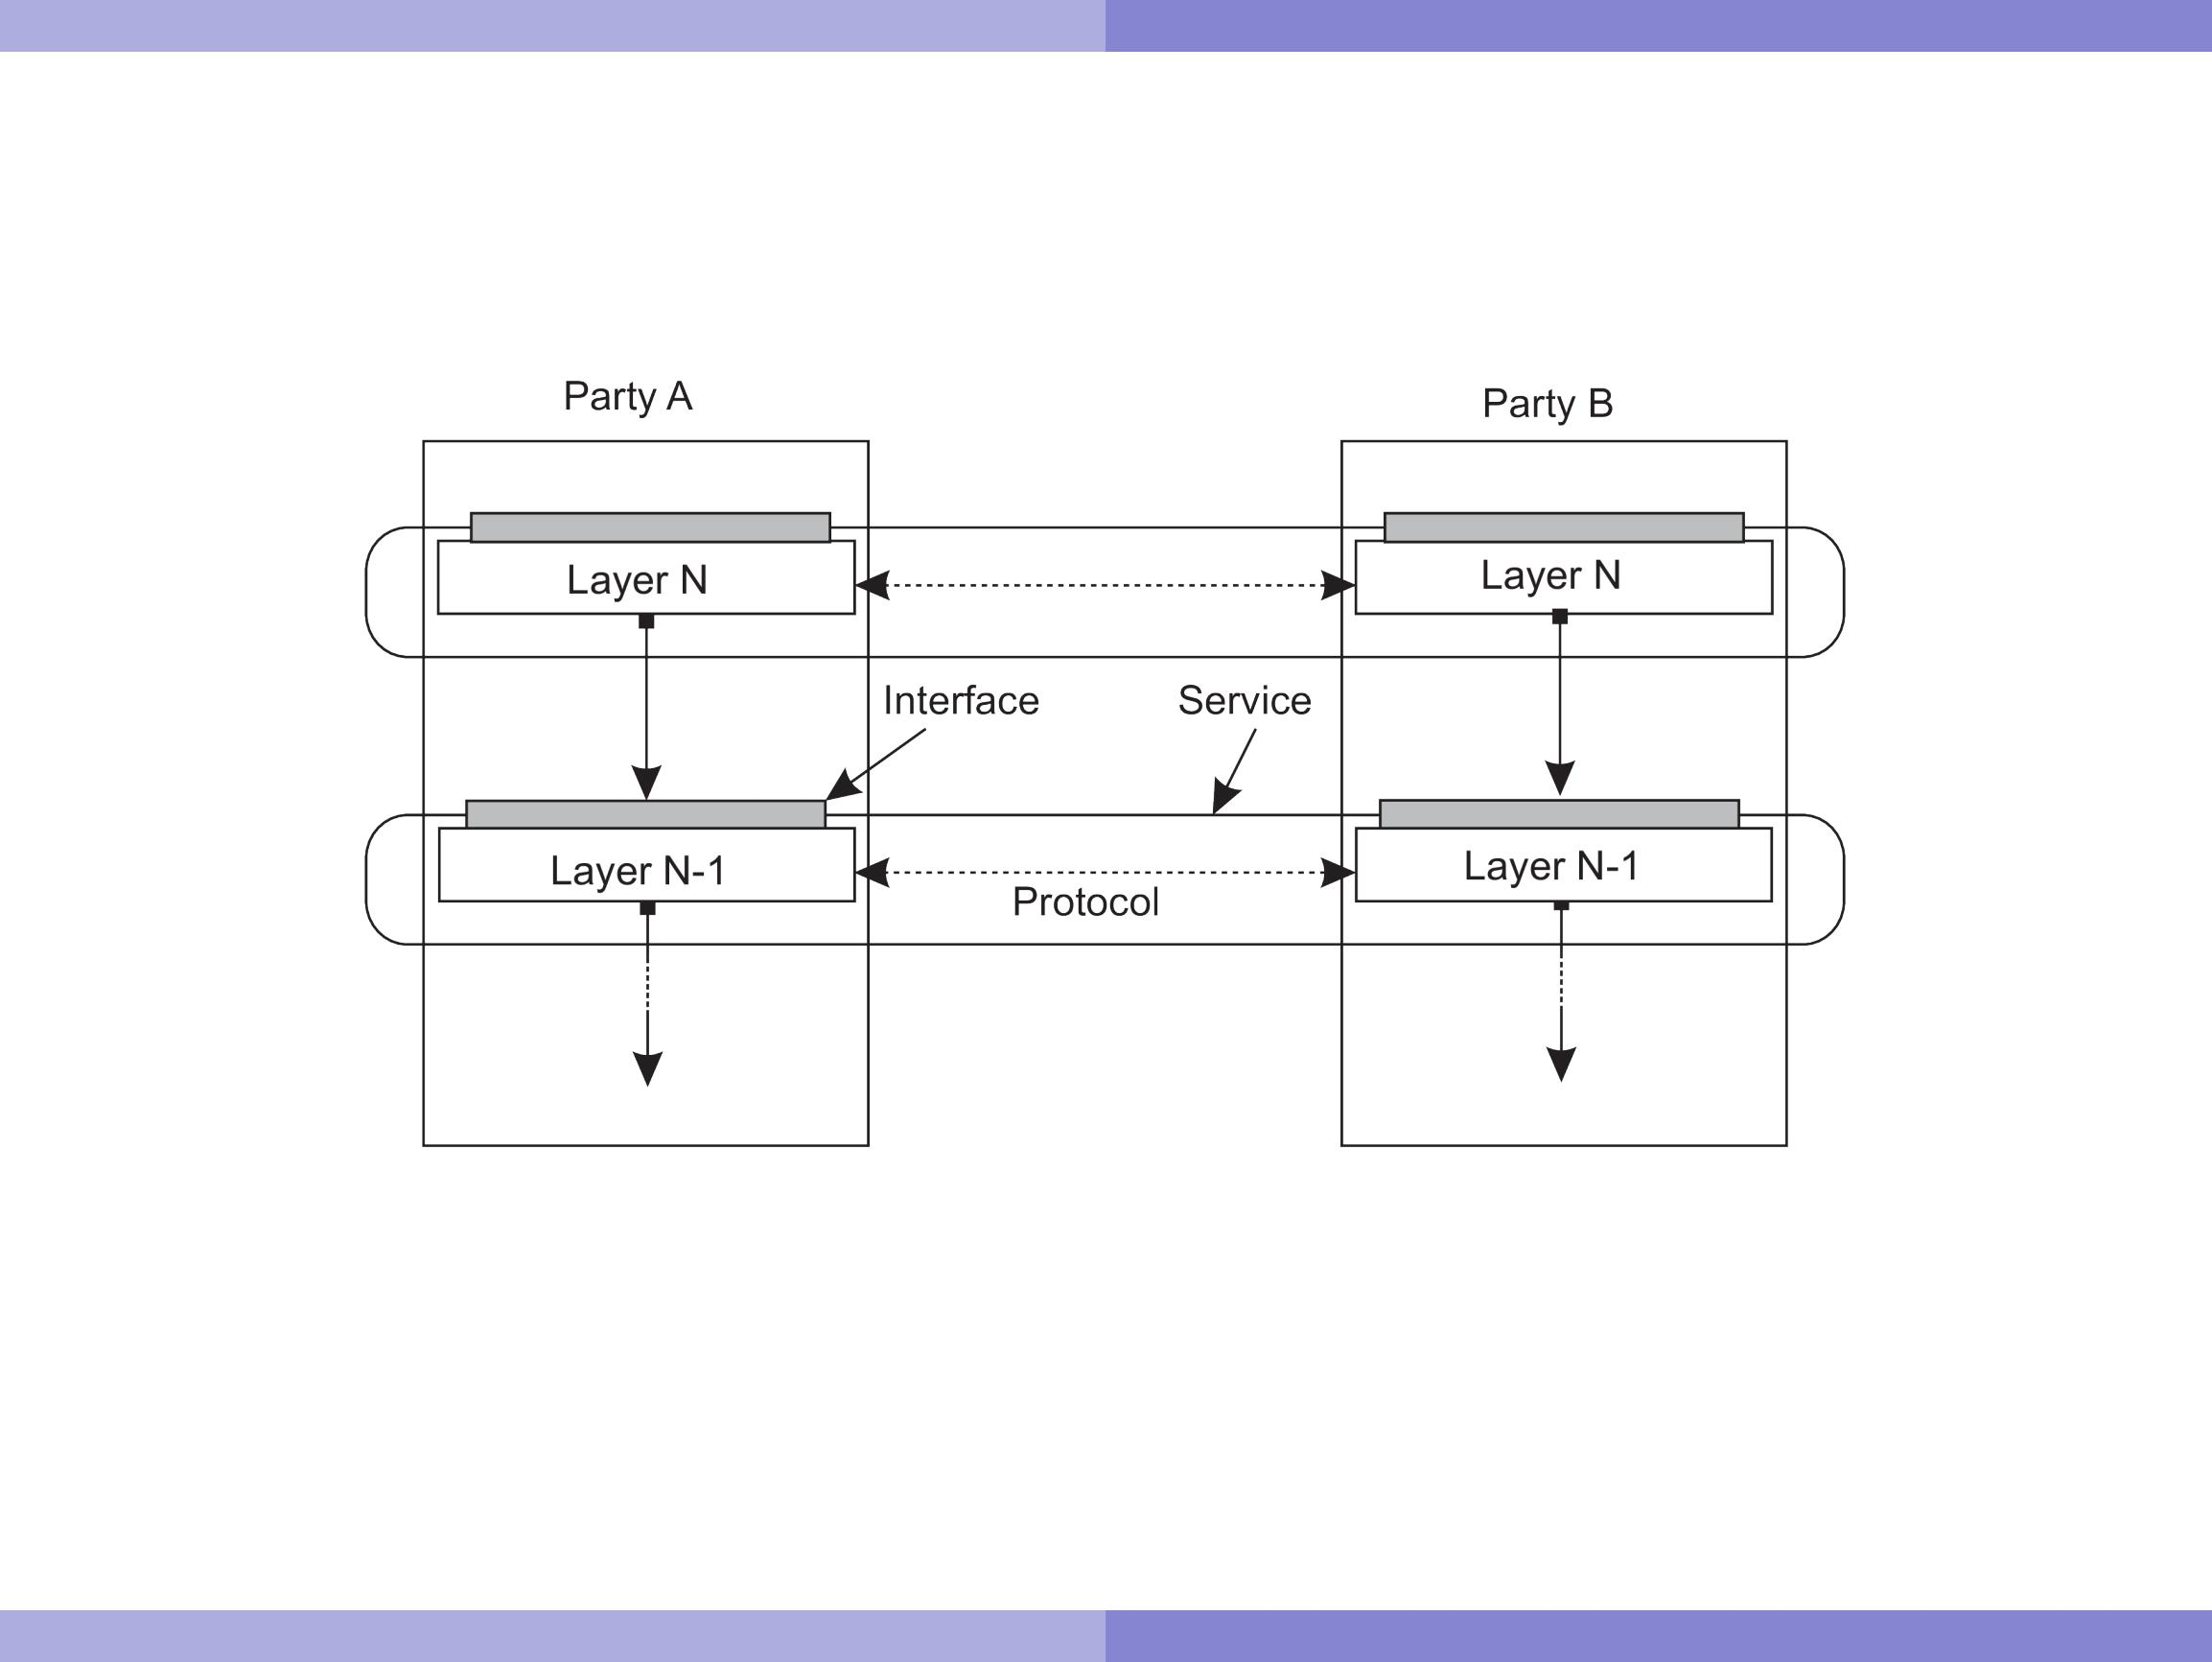 Party A
Party B
Layer N
Layer N
Interface
Service
Layer N-1
Layer N-1
Protocol